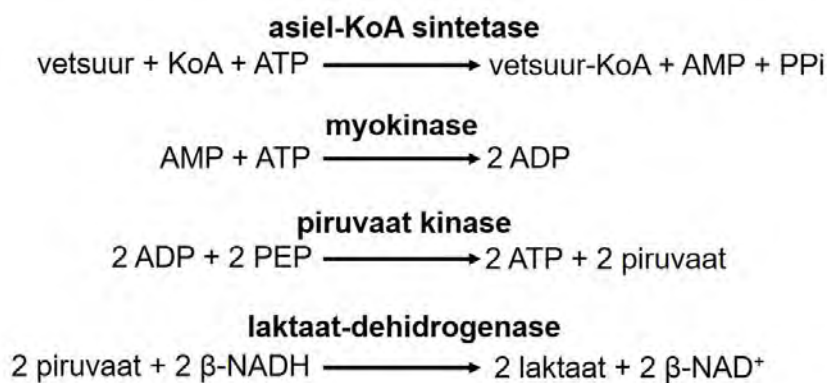 asiel-KoA sintetase
vetsuur + KoA + ATP ⟶ vetsuur-KoA + AMP + PPi
myokinase
AMP + ATP ⟶ 2 ADP
piruvaat kinase
2 ADP + 2 PEP ⟶ 2 ATP + 2 piruvaat
laktaat-dehidrogenase
2 piruvaat + 2 β-NADH ⟶ 2 laktaat + 2 β-NAD⁺